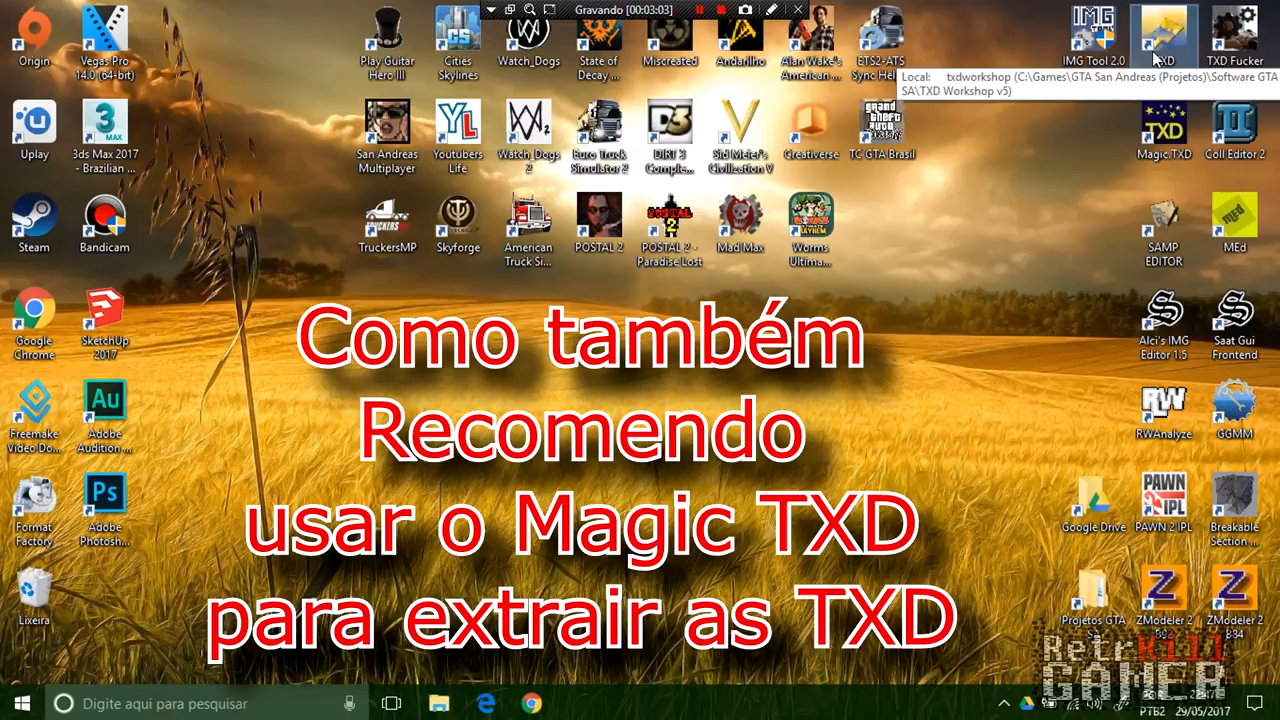 Gravando [00:03:03]
Origin
Vegas Pro
14.0 (64-bit)
Play Guitar
Hero III
Cities
Skylines
Watch_Dogs
State of
Decay ...
Miscreated
Andarilho
Alan Wake's
American ...
ETS2-ATS
IMG Tool 2.0
TXD Fucker
Local: txdworkshop (C:\Games\GTA San Andreas (Projetos)\Software GTA
SA\TXD Workshop v5)
Uplay
3ds Max 2017
- Brazilian ...
San Andreas
Multiplayer
Youtubers
Life
Watch_Dogs
2
Euro Truck
Simulator 2
DiRT 3
Comple...
Sid Meier's
Civilization V
Creativerse
TC GTA Brasil
Magic.TXD
Coll Editor 2
Steam
Bandicam
TruckersMP
Skyforge
American
Truck Si...
POSTAL 2
POSTAL 2 -
Paradise Lost
Mad Max
Worms
Ultima...
SAMP
EDITOR
MEd
Google
Chrome
SketchUp
2017
Alci's IMG
Editor 1.5
Saat Gui
Frontend
Como também
Recomendo
usar o Magic TXD
para extrair as TXD
Freemake
Video Do...
Adobe
Audition ...
RWAnalyze
GGMM
Format
Factory
Adobe
Photosh...
Google Drive
PAWN 2 IPL
Breakable
Section ...
Lixeira
Projetos GTA
ZModeler 2
ZModeler 2
RetrKill
GAMER
Digite aqui para pesquisar
PTB2
29/05/2017